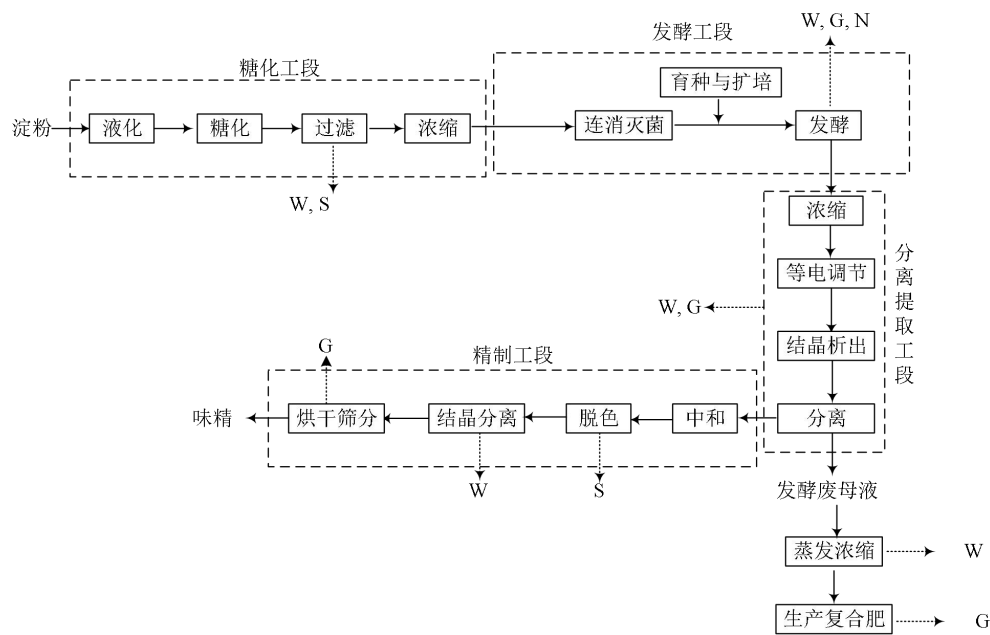 发酵工段
W, G, N
糖化工段
育种与扩培
淀粉
液化
糖化
过滤
浓缩
连消灭菌
发酵
W, S
浓缩
等电调节
分离提取工段
W, G
结晶析出
G
精制工段
味精
烘干筛分
结晶分离
脱色
中和
分离
W
S
发酵废母液
蒸发浓缩
W
生产复合肥
G